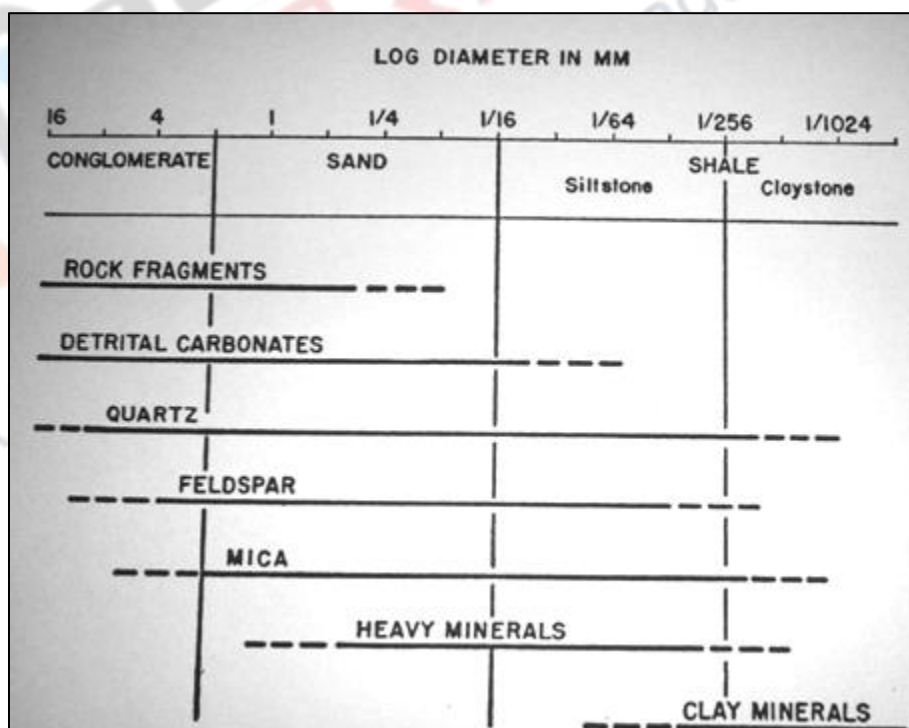 LOG DIAMETER IN MM
16 4 1 1/4 1/16 1/64 1/256 1/1024
CONGLOMERATE SAND SHALE
Siltstone Claystone
ROCK FRAGMENTS
DETRITAL CARBONATES
QUARTZ
FELDSPAR
MICA
HEAVY MINERALS
CLAY MINERALS